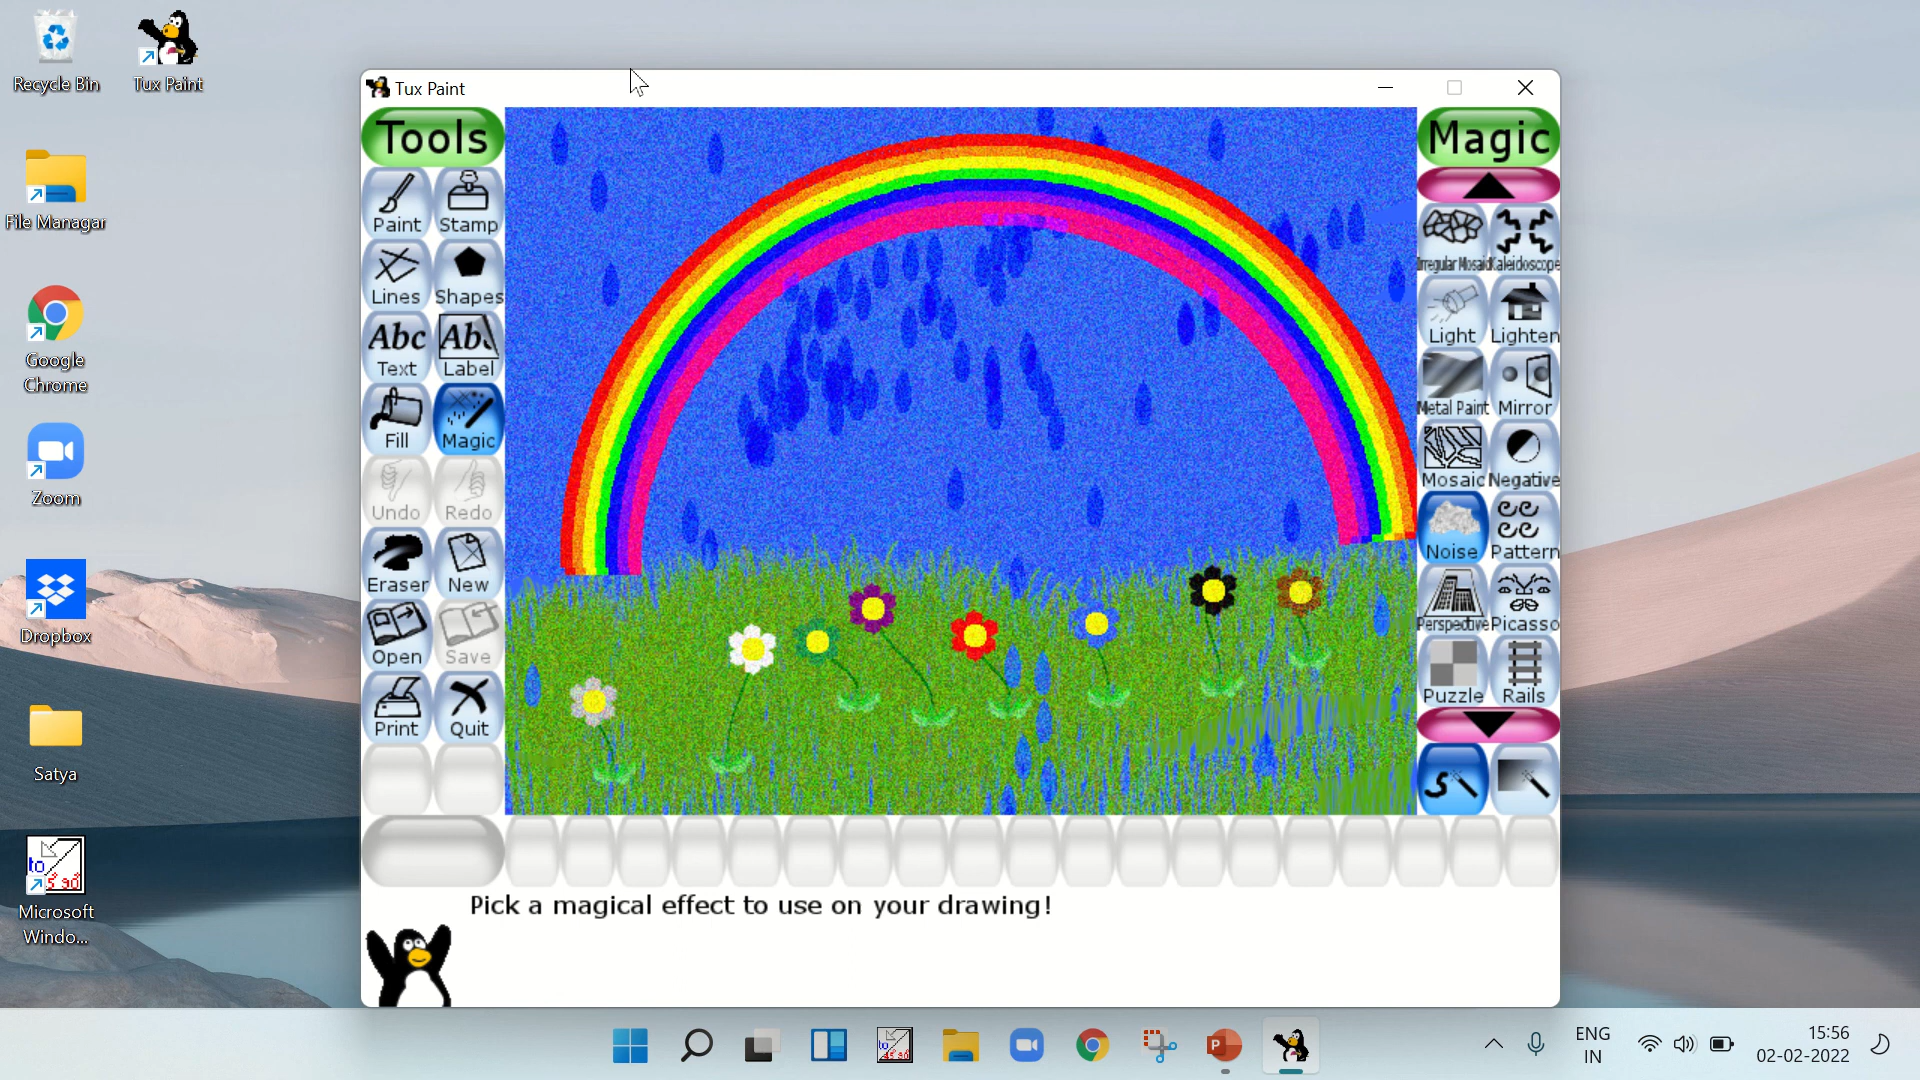 Recycle Bin
Tux Paint
File Managar
Google
Chrome
Zoom
Dropbox
Satya
Microsoft
Windo...
Tux Paint
Tools
Paint
Stamp
Lines
Shapes
Abc
Text
Abc
Label
Fill
Magic
Undo
Redo
Eraser
New
Open
Save
Print
Quit
Magic
Irregular Mosaic
Kaleidoscope
Light
Lighten
Metal Paint
Mirror
Mosaic
Negative
Noise
Pattern
Perspective
Picasso
Puzzle
Rails
Pick a magical effect to use on your drawing!
ENG
IN
15:56
02-02-2022